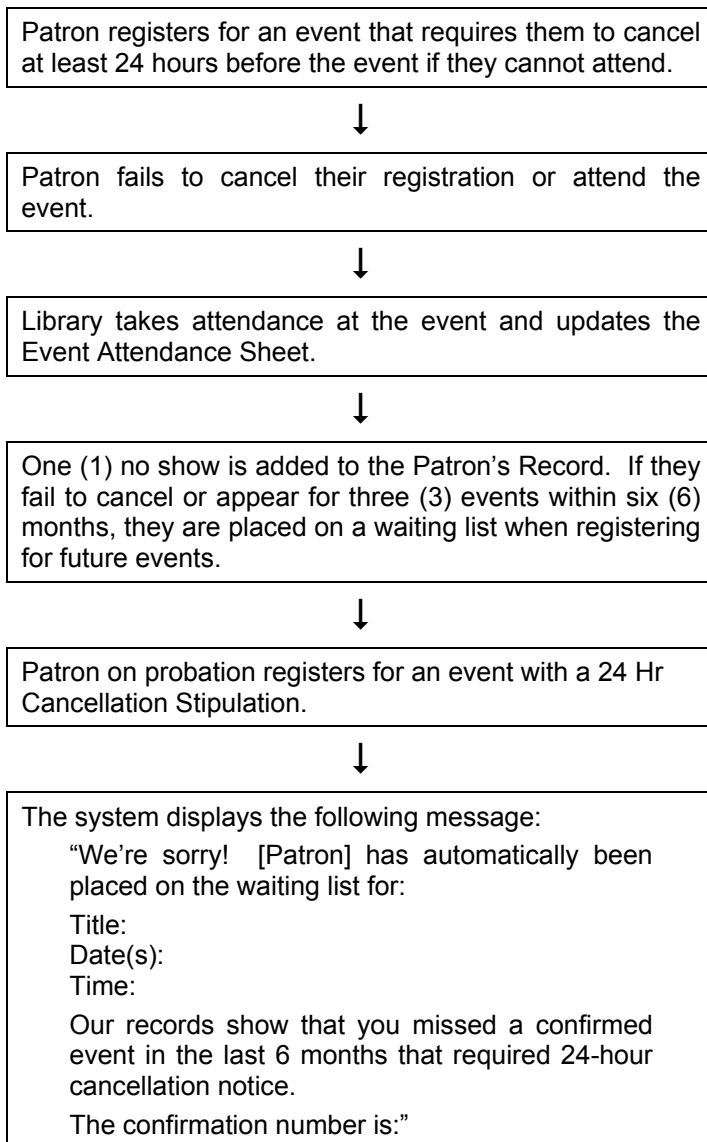 Patron registers for an event that requires them to cancel
at least 24 hours before the event if they cannot attend.
↓
Patron fails to cancel their registration or attend the
event.
↓
Library takes attendance at the event and updates the
Event Attendance Sheet.
↓
One (1) no show is added to the Patron’s Record. If they
fail to cancel or appear for three (3) events within six (6)
months, they are placed on a waiting list when registering
for future events.
↓
Patron on probation registers for an event with a 24 Hr
Cancellation Stipulation.
↓
The system displays the following message:
“We’re sorry! [Patron] has automatically been
placed on the waiting list for:
Title:
Date(s):
Time:
Our records show that you missed a confirmed
event in the last 6 months that required 24-hour
cancellation notice.
The confirmation number is:”